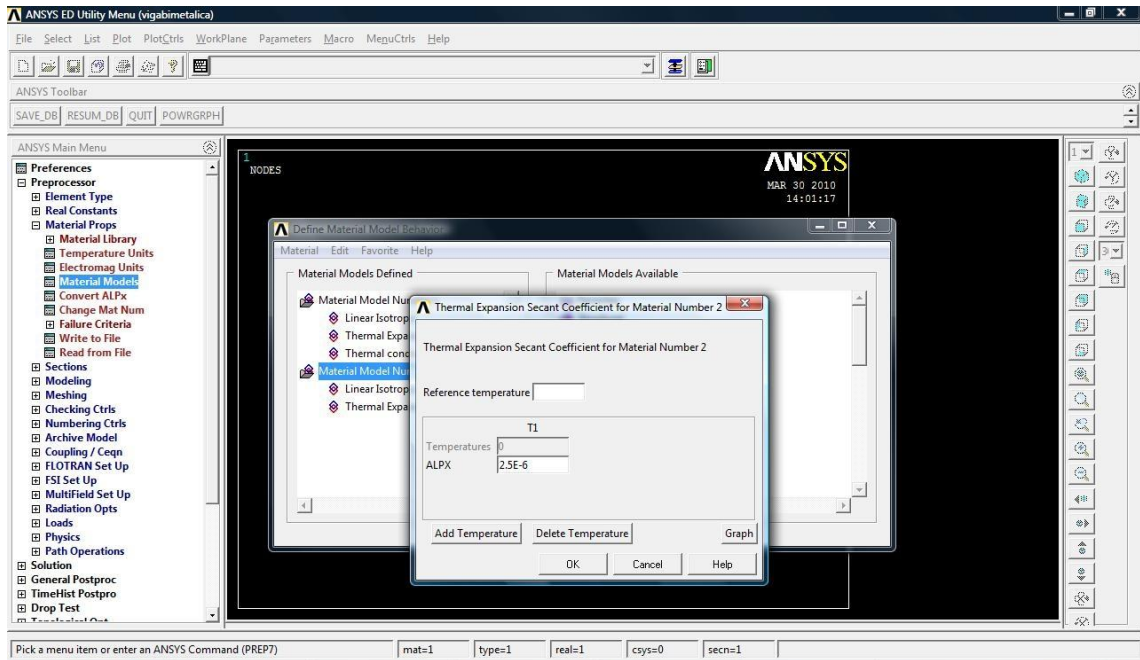 ANSYS ED Utility Menu (vigabimetalica)
File Select List Plot PlotCtrls WorkPlane Parameters Macro MenuCtrls Help
ANSYS Toolbar
SAVE_DB RESUM_DB QUIT POWRGRPH
ANSYS Main Menu
Preferences
Preprocessor
Element Type
Real Constants
Material Props
Material Library
Temperature Units
Electromag Units
Material Models
Convert ALPx
Change Mat Num
Failure Criteria
Write to File
Read from File
Sections
Modeling
Meshing
Checking Ctrls
Numbering Ctrls
Archive Model
Coupling / Ceqn
FLOTRAN Set Up
FSI Set Up
MultiField Set Up
Radiation Opts
Loads
Physics
Path Operations
Solution
General Postproc
TimeHist Postpro
Drop Test
1
NODES
ANSYS
MAR 30 2010
14:01:17
Define Material Model Behavior
Material Edit Favorite Help
Material Models Defined
Material Models Available
Material Model Nu
Linear Isotrop
Thermal Expa
Thermal cond
Material Model Nu
Linear Isotrop
Thermal Expa
Thermal Expansion Secant Coefficient for Material Number 2
Thermal Expansion Secant Coefficient for Material Number 2
Reference temperature
T1
Temperatures 0
ALPX 2.5E-6
Add Temperature Delete Temperature Graph
OK Cancel Help
1
3
Pick a menu item or enter an ANSYS Command (PREP7) mat=1 type=1 real=1 csys=0 secn=1